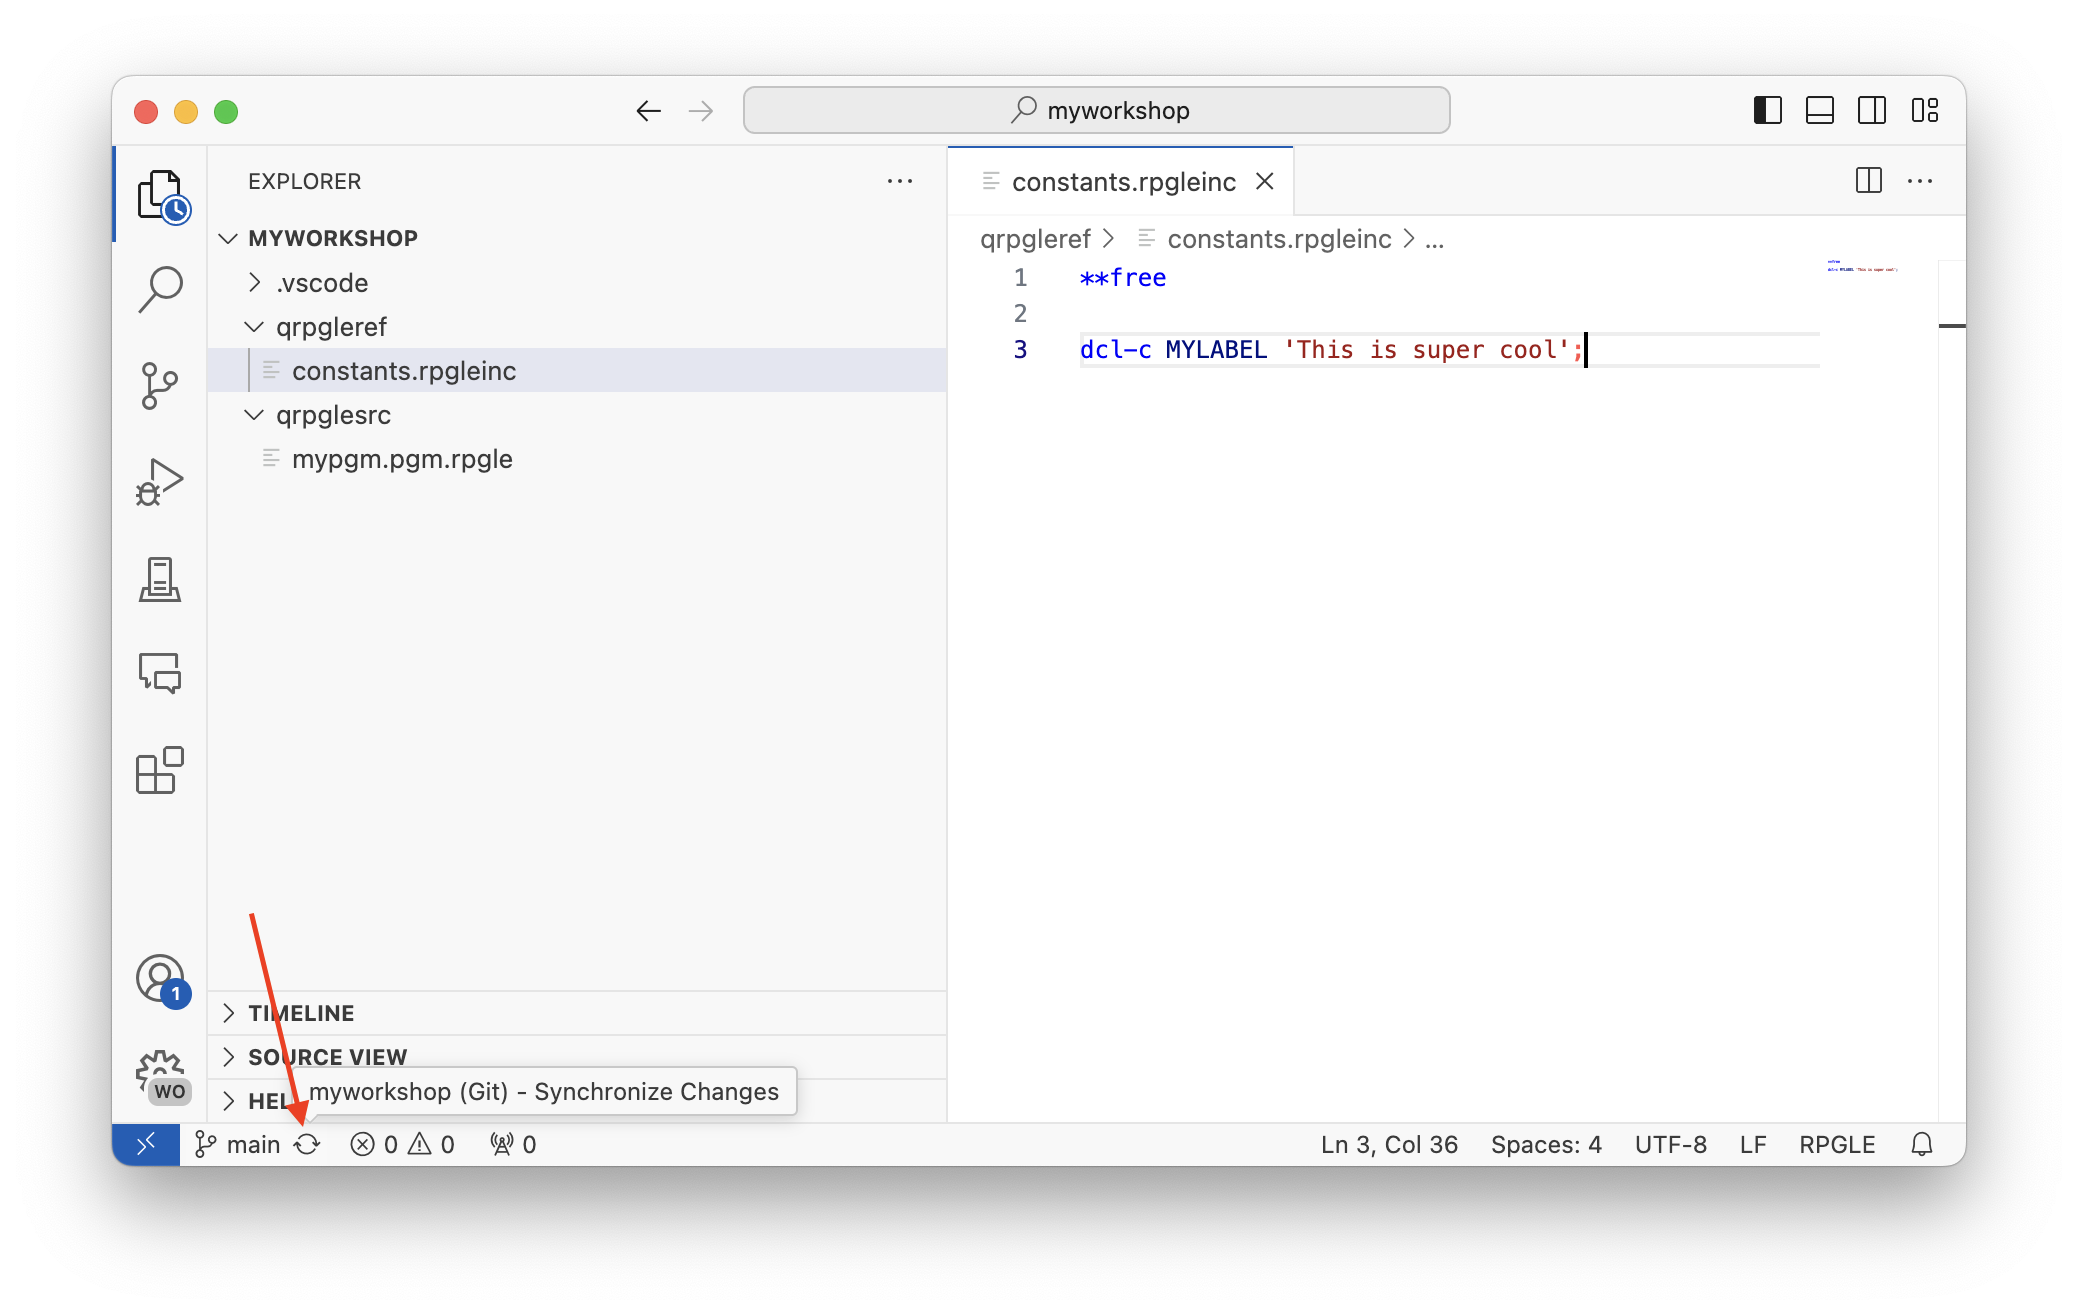 myworkshop
EXPLORER
MYWORKSHOP
.vscode
qrpgleref
constants.rpgleinc
qrpglesrc
mypgm.pgm.rpgle
TIMELINE
SOURCE VIEW
HEL
myworkshop (Git) - Synchronize Changes
1
WO
constants.rpgleinc
qrpgleref > constants.rpgleinc > ...
1 **free
2
3 dcl-c MYLABEL 'This is super cool';
main 0 0 0
Ln 3, Col 36 Spaces: 4 UTF-8 LF RPGLE